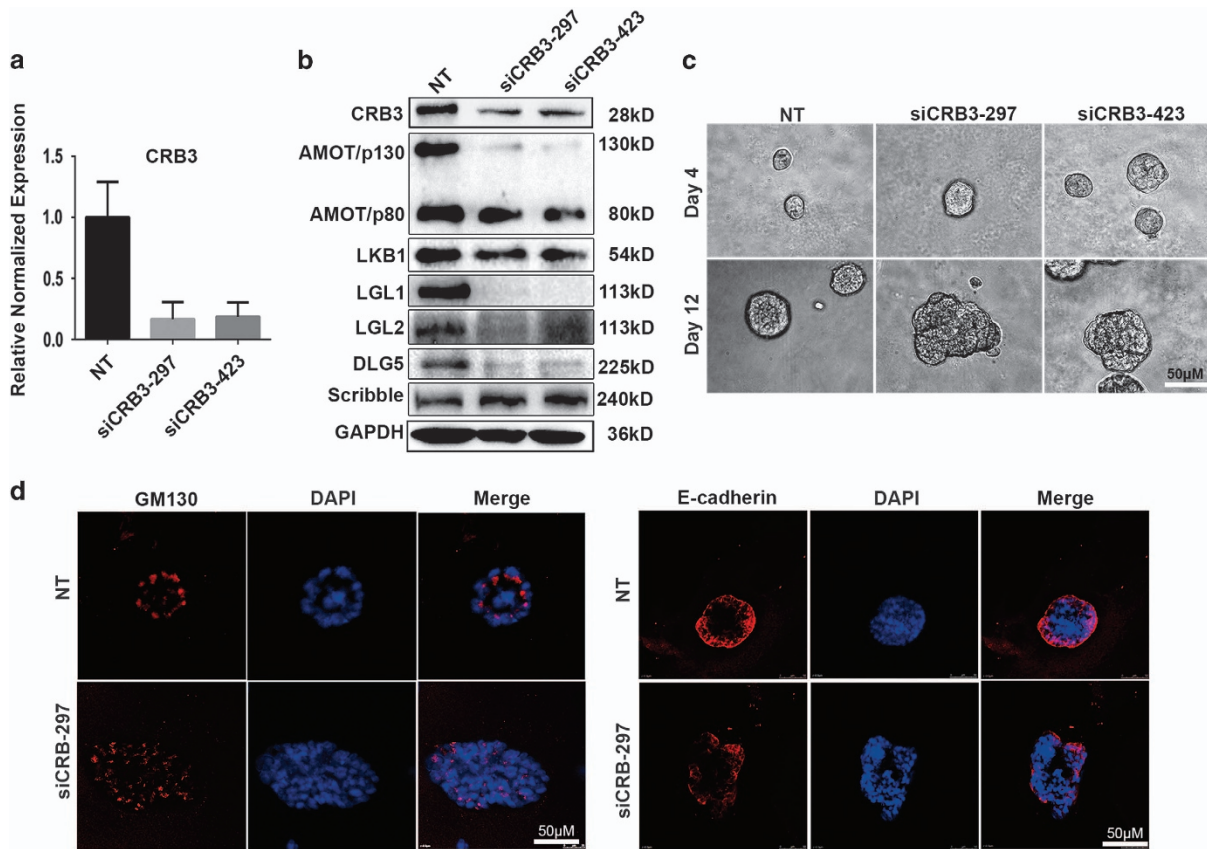 a
Relative Normalized Expression
CRB3
1.5
1.0
0.5
0.0
NT
siCRB3-297
siCRB3-423
b
NT
siCRB3-297
siCRB3-423
CRB3
28kD
AMOT/p130
130kD
AMOT/p80
80kD
LKB1
54kD
LGL1
113kD
LGL2
113kD
DLG5
225kD
Scribble
240kD
GAPDH
36kD
c
NT
siCRB3-297
siCRB3-423
Day 4
Day 12
50µM
d
GM130
DAPI
Merge
NT
siCRB-297
50µM
E-cadherin
DAPI
Merge
NT
siCRB-297
50µM